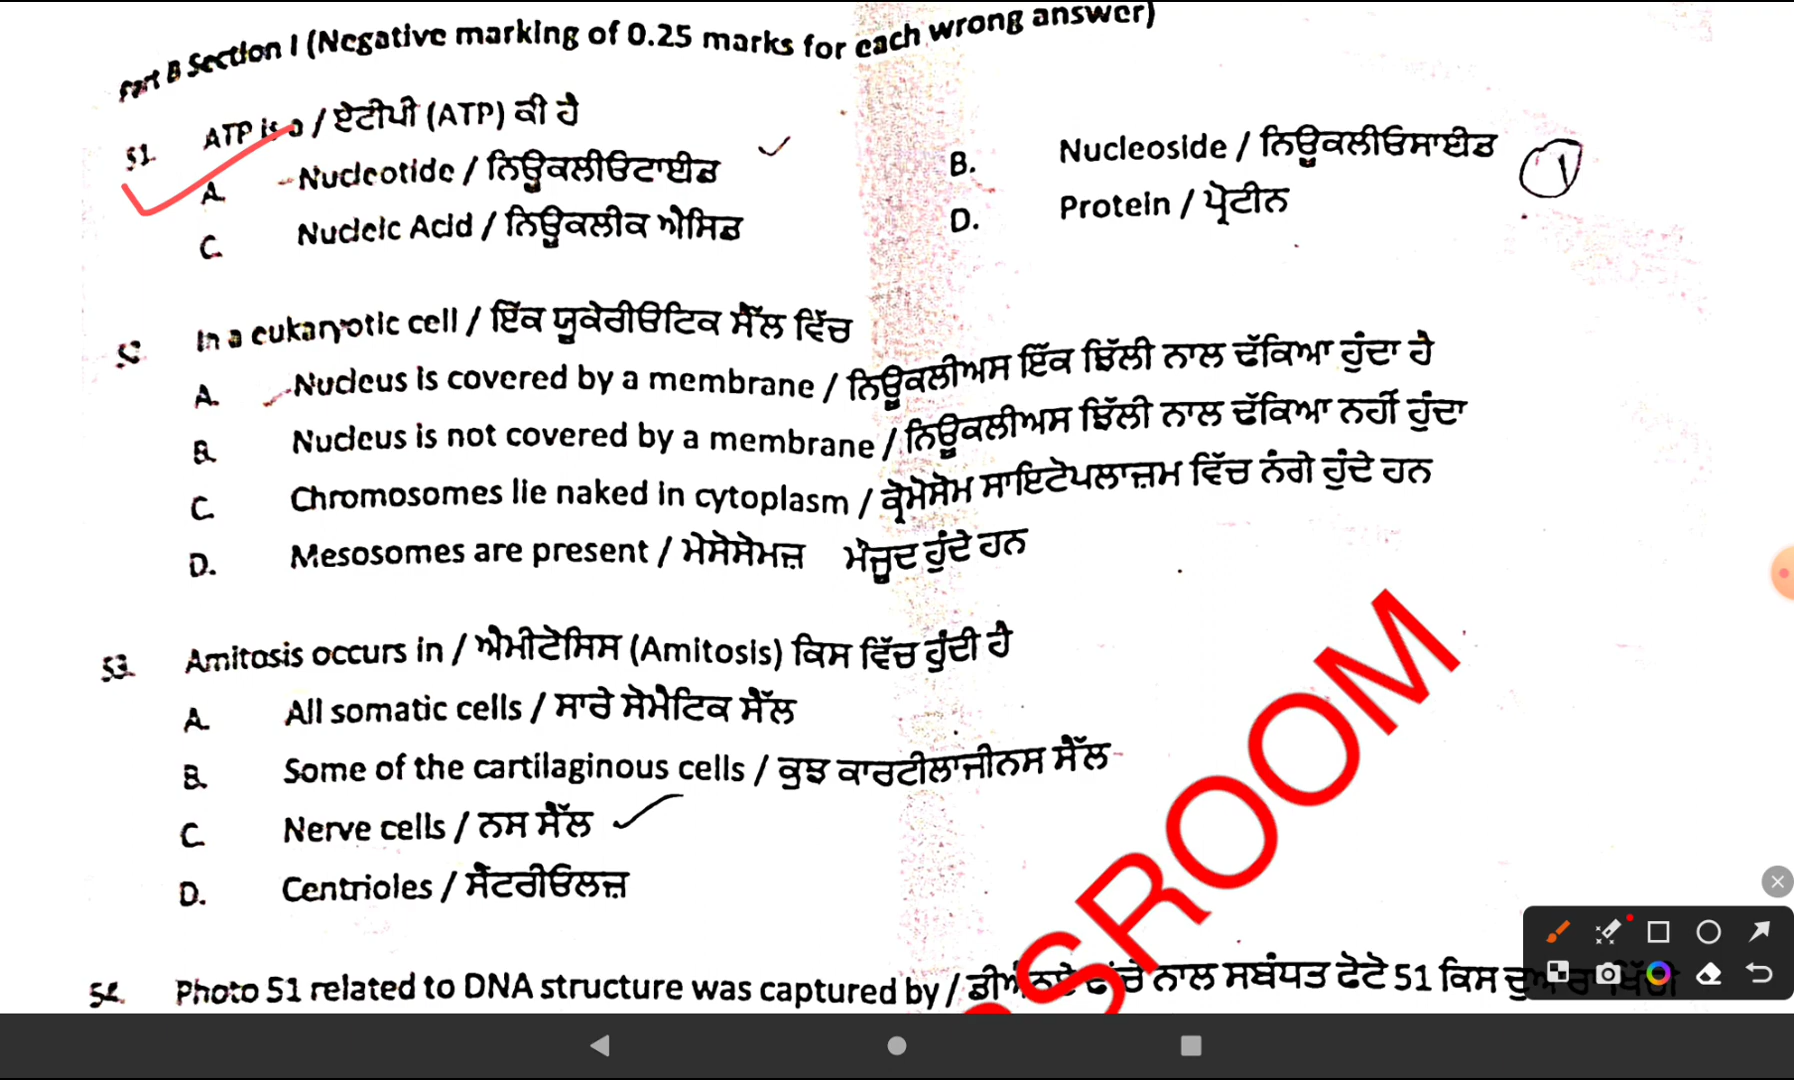 Part B Section I (Negative marking of 0.25 marks for each wrong answer)
51. ATP is a / ਏਟੀਪੀ (ATP) ਕੀ ਹੈ
A. Nucleotide / ਨਿਊਕਲੀਓਟਾਈਡ
B. Nucleoside / ਨਿਊਕਲੀਓਸਾਈਡ
C. Nucleic Acid / ਨਿਊਕਲੀਕ ਐਸਿਡ
D. Protein / ਪ੍ਰੋਟੀਨ
In a eukaryotic cell / ਇੱਕ ਯੂਕੇਰੀਓਟਿਕ ਸੈੱਲ ਵਿੱਚ
A. Nucleus is covered by a membrane / ਨਿਊਕਲੀਅਸ ਇੱਕ ਝਿੱਲੀ ਨਾਲ ਢੱਕਿਆ ਹੁੰਦਾ ਹੈ
B. Nucleus is not covered by a membrane / ਨਿਊਕਲੀਅਸ ਝਿੱਲੀ ਨਾਲ ਢੱਕਿਆ ਨਹੀਂ ਹੁੰਦਾ
C. Chromosomes lie naked in cytoplasm / ਕ੍ਰੋਮੋਸੋਮ ਸਾਇਟੋਪਲਾਜ਼ਮ ਵਿੱਚ ਨੰਗੇ ਹੁੰਦੇ ਹਨ
D. Mesosomes are present / ਮੇਸੋਸੋਮਜ਼ ਮੌਜੂਦ ਹੁੰਦੇ ਹਨ
53. Amitosis occurs in / ਐਮੀਟੋਸਿਸ (Amitosis) ਕਿਸ ਵਿੱਚ ਹੁੰਦੀ ਹੈ
A. All somatic cells / ਸਾਰੇ ਸੋਮੈਟਿਕ ਸੈੱਲ
B. Some of the cartilaginous cells / ਕੁਝ ਕਾਰਟੀਲਾਜੀਨਸ ਸੈੱਲ
C. Nerve cells / ਨਸ ਸੈੱਲ
D. Centrioles / ਸੈਂਟਰੀਓਲਜ਼
54. Photo 51 related to DNA structure was captured by / ਨਾਲ ਸਬੰਧਤ ਫੋਟੋ 51 ਕਿਸ
SROOM